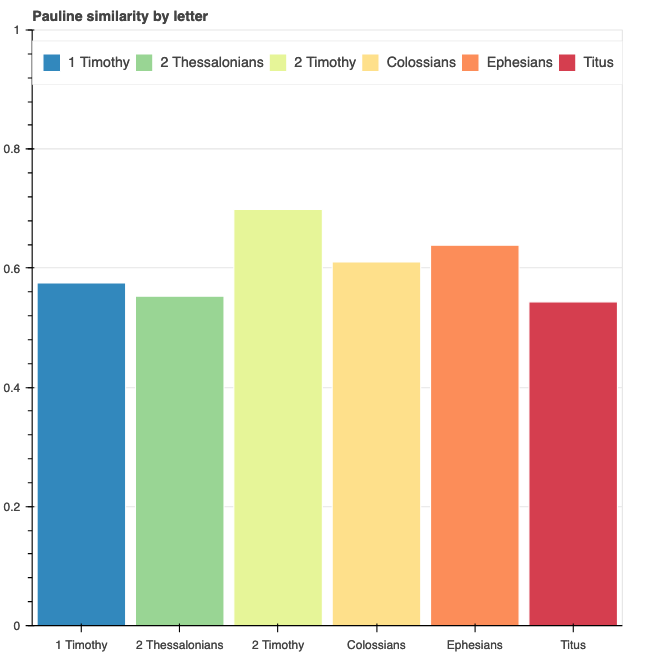 Pauline similarity by letter
1 Timothy 2 Thessalonians 2 Timothy Colossians Ephesians Titus
1
0.8
0.6
0.4
0.2
0
1 Timothy 2 Thessalonians 2 Timothy Colossians Ephesians Titus